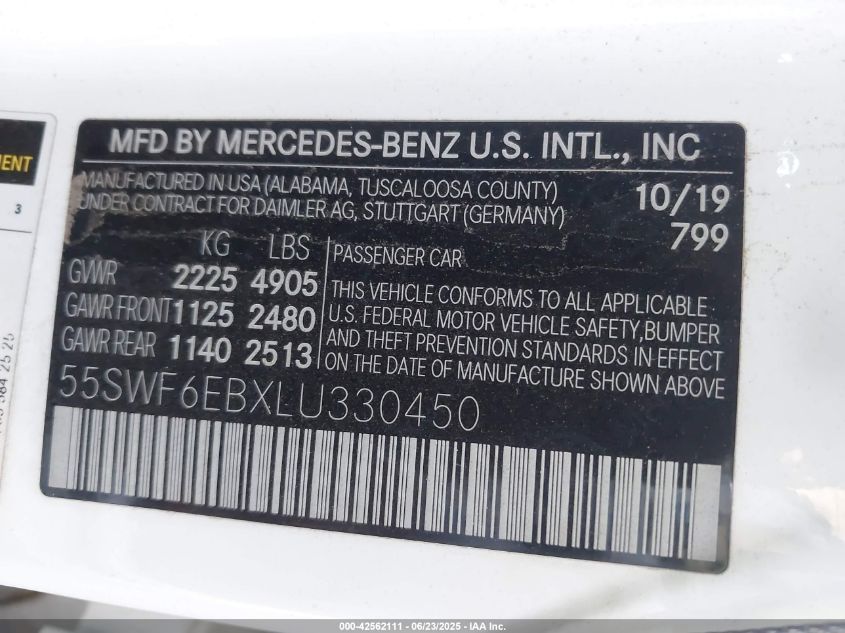 MENT
3
MFD BY MERCEDES-BENZ U.S. INTL., INC
MANUFACTURED IN USA (ALABAMA, TUSCALOOSA COUNTY)
UNDER CONTRACT FOR DAIMLER AG, STUTTGART (GERMANY)
10/19
799
KG LBS
GVWR 2225 4905
GAWR FRONT 1125 2480
GAWR REAR 1140 2513
PASSENGER CAR
THIS VEHICLE CONFORMS TO ALL APPLICABLE
U.S. FEDERAL MOTOR VEHICLE SAFETY, BUMPER
AND THEFT PREVENTION STANDARDS IN EFFECT
ON THE DATE OF MANUFACTURE SHOWN ABOVE
55SWF6EBXLU330450
000-42562111 - 06/23/2025 - IAA Inc.